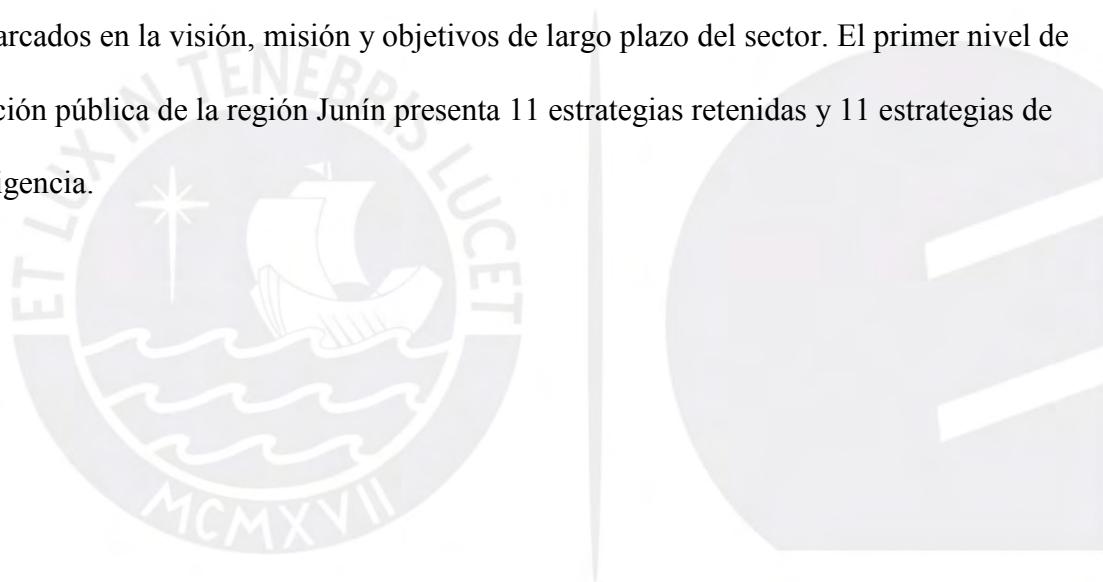 arcados en la visión, misión y objetivos de largo plazo del sector. El primer nivel de
ción pública de la región Junín presenta 11 estrategias retenidas y 11 estrategias de
igencia.
ET LUX IN TENEBRIS LUCET
MCMXVII